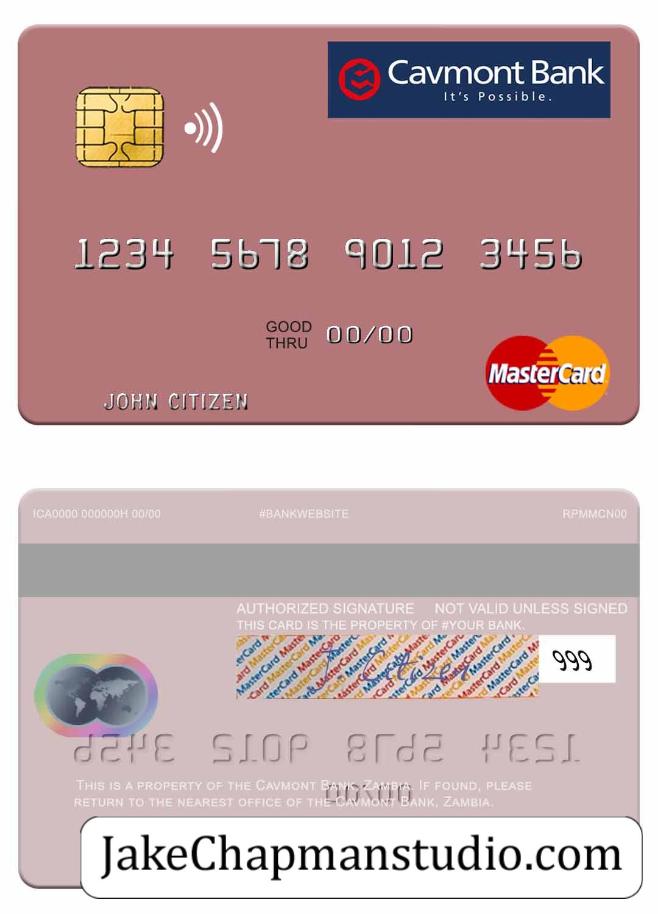 Cavmont Bank
It's Possible.
1234 5678 9012 3456
GOOD THRU 00/00
MasterCard
JOHN CITIZEN
ICA0000 000000H 00/00 #BANKWEBSITE RPMMCN00
AUTHORIZED SIGNATURE NOT VALID UNLESS SIGNED
THIS CARD IS THE PROPERTY OF #YOUR BANK.
J Citizen 999
THIS IS A PROPERTY OF THE CAVMONT BANK, ZAMBIA. IF FOUND, PLEASE
RETURN TO THE NEAREST OFFICE OF THE CAVMONT BANK, ZAMBIA.
JakeChapmanstudio.com